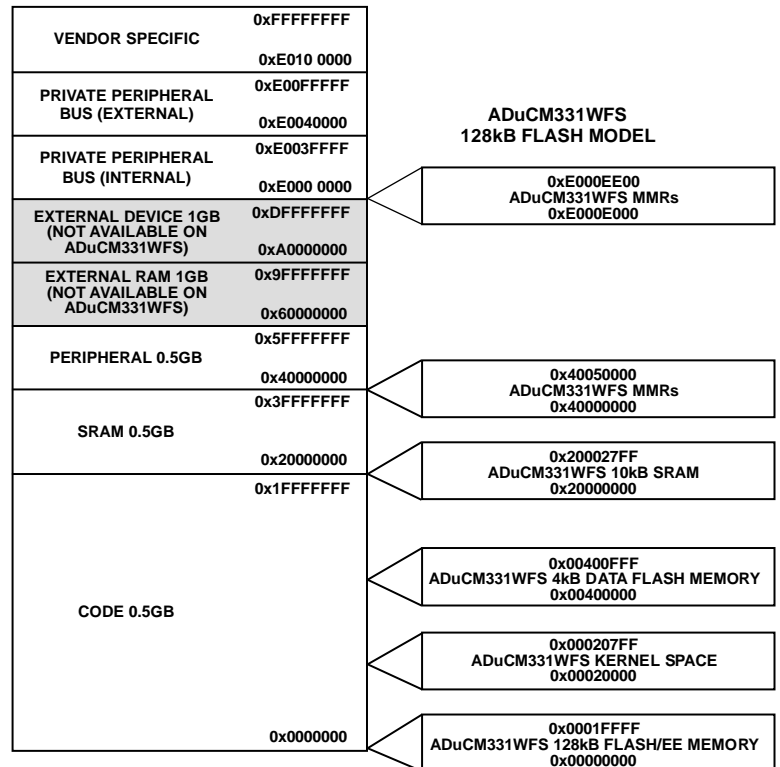 0xFFFFFFFF
VENDOR SPECIFIC
0xE010 0000
0xE00FFFFF
PRIVATE PERIPHERAL
BUS (EXTERNAL)
0xE0040000
0xE003FFFF
PRIVATE PERIPHERAL
BUS (INTERNAL)
0xE000 0000
EXTERNAL DEVICE 1GB
(NOT AVAILABLE ON
ADuCM331WFS)
0xDFFFFFFF
0xA0000000
EXTERNAL RAM 1GB
(NOT AVAILABLE ON
ADuCM331WFS)
0x9FFFFFFF
0x60000000
0x5FFFFFFF
PERIPHERAL 0.5GB
0x40000000
0x3FFFFFFF
SRAM 0.5GB
0x20000000
0x1FFFFFFF
CODE 0.5GB
0x0000000
ADuCM331WFS
128kB FLASH MODEL
0xE000EE00
ADuCM331WFS MMRs
0xE000E000
0x40050000
ADuCM331WFS MMRs
0x40000000
0x200027FF
ADuCM331WFS 10kB SRAM
0x20000000
0x00400FFF
ADuCM331WFS 4kB DATA FLASH MEMORY
0x00400000
0x000207FF
ADuCM331WFS KERNEL SPACE
0x00020000
0x0001FFFF
ADuCM331WFS 128kB FLASH/EE MEMORY
0x00000000